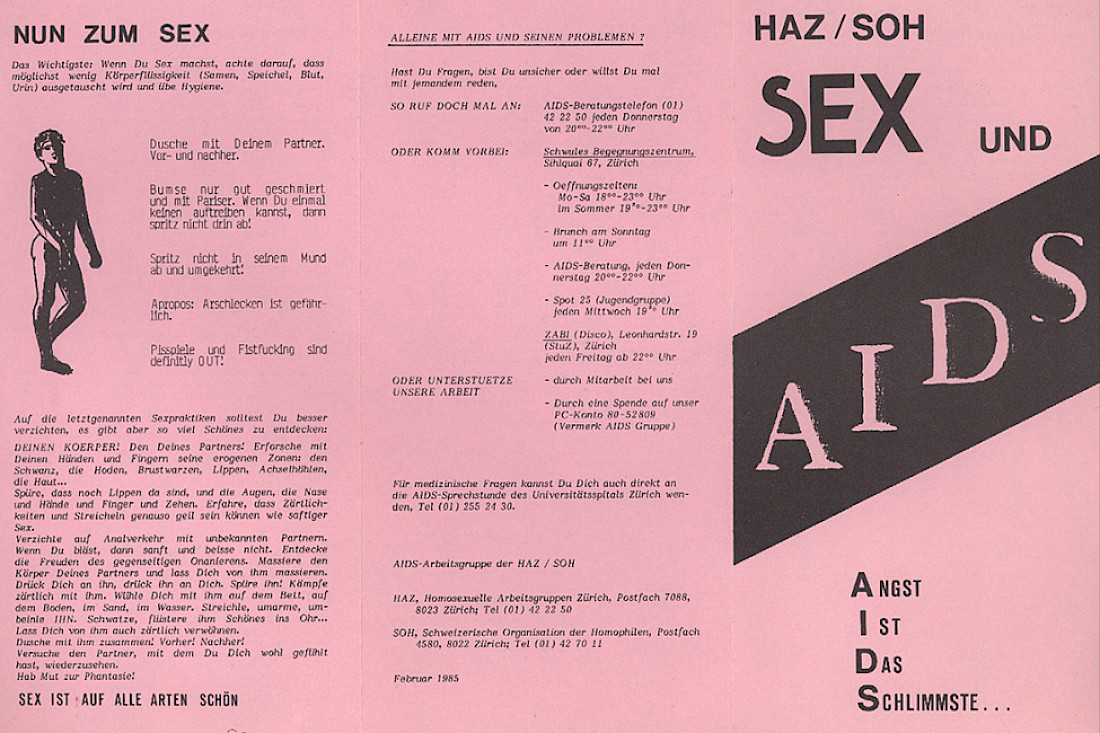 NUN ZUM SEX
Das Wichtigste: Wenn Du Sex machst, achte darauf, dass
möglichst wenig Körperflüssigkeit (Samen, Speichel, Blut,
Urin) ausgetauscht wird und übe Hygiene.
Dusche mit Deinem Partner.
Vor- und nachher.
Bumse nur gut geschmiert
und mit Pariser. Wenn Du einmal
keinen auftreiben kannst, dann
spritz nicht drin ab!
Spritz nicht in seinem Mund
ab und umgekehrt!
Apropos: Arschlecken ist gefähr-
lich.
Pisspiele und Fistfucking sind
definitly OUT!
Auf die letztgenannten Sexpraktiken solltest Du besser
verzichten, es gibt aber so viel Schönes zu entdecken:
DEINEN KOERPER! Den Deines Partners! Erforsche mit
Deinen Händen und Fingern seine erogenen Zonen: den
Schwanz, die Hoden, Brustwarzen, Lippen, Achselhöhlen,
die Haut...
Spüre, dass noch Lippen da sind, und die Augen, die Nase
und Hände und Finger und Zehen. Erfahre, dass Zärtlich-
keiten und Streicheln genauso geil sein können wie saftiger
Sex.
Verzichte auf Analverkehr mit unbekannten Partnern.
Wenn Du bläst, dann sanft und beisse nicht. Entdecke
die Freuden des gegenseitigen Onanierens. Massiere den
Körper Deines Partners und lass Dich von ihm massieren.
Drück Dich an ihn, drück ihn an Dich. Spüre ihn! Kämpfe
zärtlich mit ihm. Wühle Dich mit ihm auf dem Bett, auf
dem Boden, im Sand, im Wasser. Streichle, umarme, um-
beinle IHN. Schwatze, flüstere ihm Schönes ins Ohr...
Lass Dich von ihm auch zärtlich verwöhnen.
Dusche mit ihm zusammen! Vorher! Nachher!
Versuche den Partner, mit dem Du Dich wohl gefühlt
hast, wiederzusehen.
Hab Mut zur Phantasie!
SEX IST AUF ALLE ARTEN SCHÖN
ALLEINE MIT AIDS UND SEINEN PROBLEMEN ?
Hast Du Fragen, bist Du unsicher oder willst Du mal
mit jemandem reden,
SO RUF DOCH MAL AN: AIDS-Beratungstelefon (01)
42 22 50 jeden Donnerstag
von 20⁰⁰-22⁰⁰ Uhr
ODER KOMM VORBEI: Schwules Begegnungszentrum,
Sihlquai 67, Zürich
- Oeffnungszeiten:
Mo-Sa 18⁰⁰-23⁰⁰ Uhr
im Sommer 19³⁰-23⁰⁰ Uhr
- Brunch am Sonntag
um 11⁰⁰ Uhr
- AIDS-Beratung, jeden Don-
nerstag 20⁰⁰-22⁰⁰ Uhr
- Spot 25 (Jugendgruppe)
jeden Mittwoch 19³⁰ Uhr
ZABI (Disco), Leonhardstr. 19
(StuZ), Zürich
jeden Freitag ab 22⁰⁰ Uhr
ODER UNTERSTUETZE - durch Mitarbeit bei uns
UNSERE ARBEIT
- Durch eine Spende auf unser
PC-Konto 80-52809
(Vermerk AIDS Gruppe)
Für medizinische Fragen kannst Du Dich auch direkt an
die AIDS-Sprechstunde des Universitätsspitals Zürich wen-
den, Tel (01) 255 24 30.
AIDS-Arbeitsgruppe der HAZ / SOH
HAZ, Homosexuelle Arbeitsgruppen Zürich, Postfach 7088,
8023 Zürich; Tel (01) 42 22 50
SOH, Schweizerische Organisation der Homophilen, Postfach
4580, 8022 Zürich; Tel (01) 42 70 11
Februar 1985
HAZ / SOH
SEX UND
AIDS
ANGST
IST
DAS
SCHLIMMSTE...